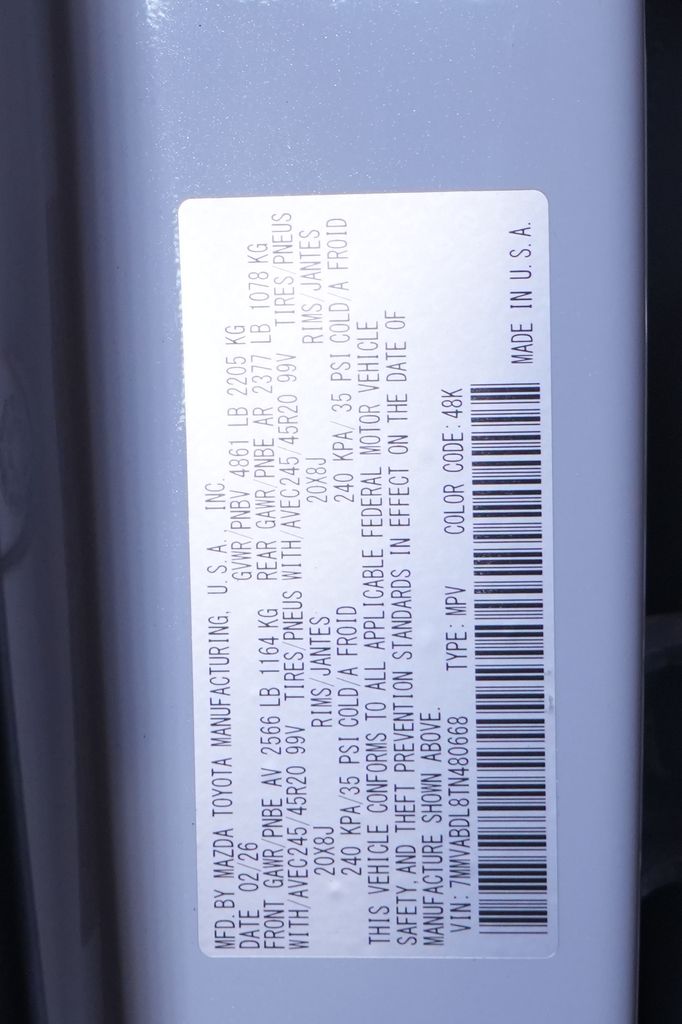 MFD. BY MAZDA TOYOTA MANUFACTURING, U.S.A., INC.
DATE 02/26 GVWR/PNBV 4861 LB 2205 KG
FRONT GAWR/PNBE AV 2566 LB 1164 KG REAR GAWR/PNBE AR 2377 LB 1078 KG
WITH/AVEC245/45R20 99V TIRES/PNEUS WITH/AVEC245/45R20 99V TIRES/PNEUS
20X8J RIMS/JANTES 20X8J RIMS/JANTES
240 KPA/35 PSI COLD/A FROID 240 KPA/ 35 PSI COLD/A FROID
THIS VEHICLE CONFORMS TO ALL APPLICABLE FEDERAL MOTOR VEHICLE
SAFETY, AND THEFT PREVENTION STANDARDS IN EFFECT ON THE DATE OF
MANUFACTURE SHOWN ABOVE.
VIN: 7MMVABDL8TN480668 TYPE: MPV COLOR CODE: 48K
MADE IN U.S.A.